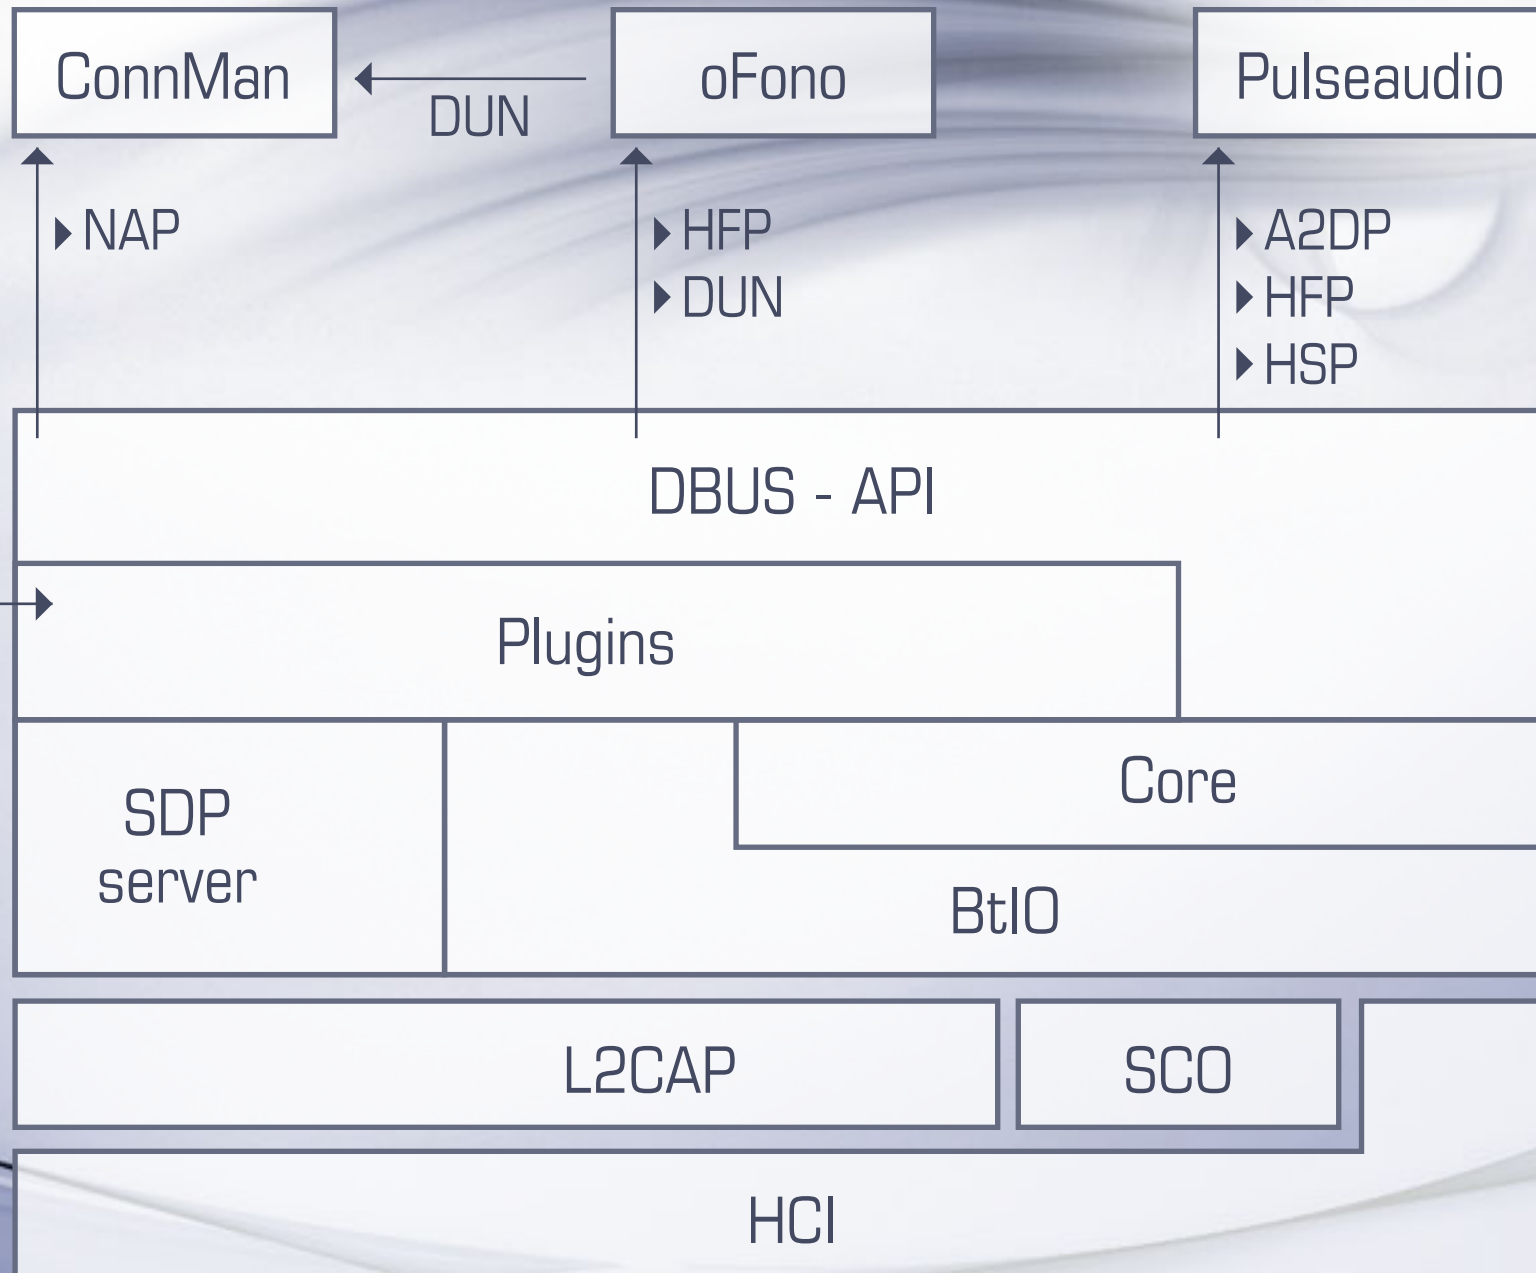 ConnMan
DUN
oFono
Pulseaudio
NAP
HFP
DUN
A2DP
HFP
HSP
DBUS - API
Plugins
Core
SDP
server
BtIO
L2CAP
SCO
HCI